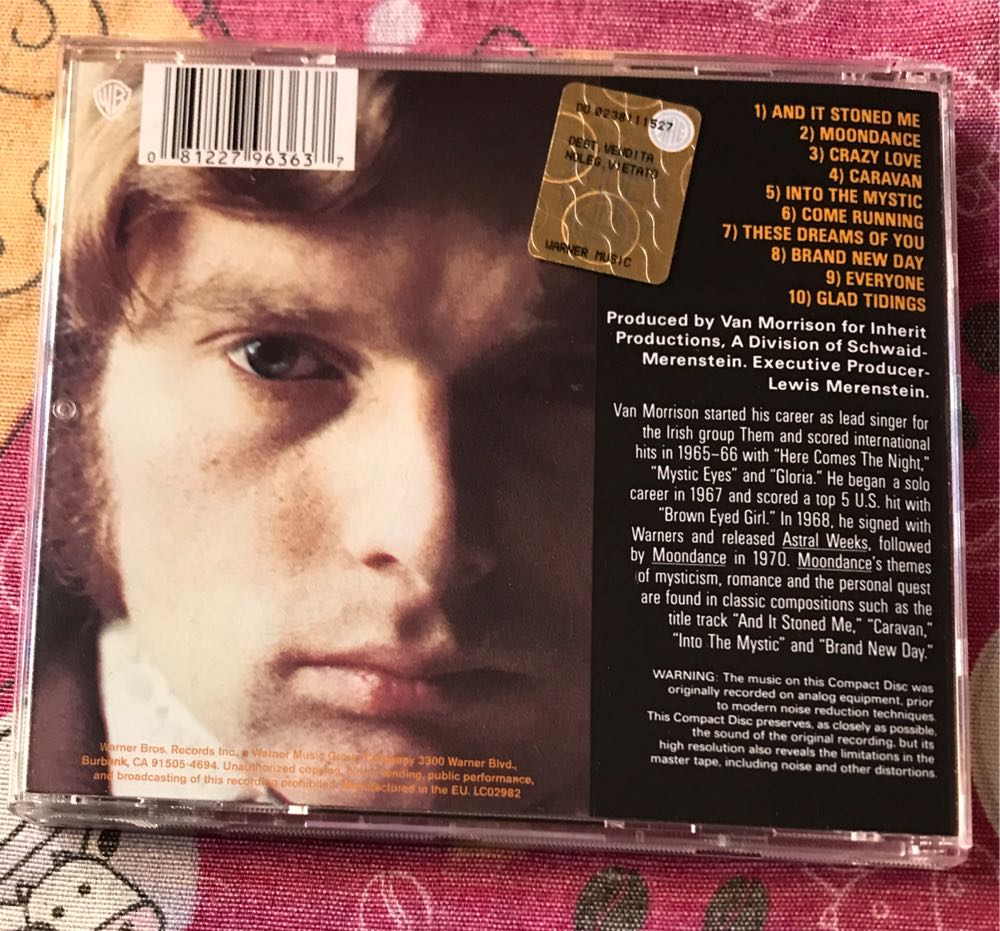 WB
0 81227 96363 7
DD 0238111527
DEST.VENDITA
NOLEG.VIETATO
WARNER MUSIC
1) AND IT STONED ME
2) MOONDANCE
3) CRAZY LOVE
4) CARAVAN
5) INTO THE MYSTIC
6) COME RUNNING
7) THESE DREAMS OF YOU
8) BRAND NEW DAY
9) EVERYONE
10) GLAD TIDINGS
Produced by Van Morrison for Inherit
Productions, A Division of Schwaid-
Merenstein. Executive Producer-
Lewis Merenstein.
Van Morrison started his career as lead singer for
the Irish group Them and scored international
hits in 1965–66 with “Here Comes The Night,”
“Mystic Eyes” and “Gloria.” He began a solo
career in 1967 and scored a top 5 U.S. hit with
“Brown Eyed Girl.” In 1968, he signed with
Warners and released Astral Weeks, followed
by Moondance in 1970. Moondance’s themes
of mysticism, romance and the personal quest
are found in classic compositions such as the
title track “And It Stoned Me,” “Caravan,”
“Into The Mystic” and “Brand New Day.”
WARNING: The music on this Compact Disc was
originally recorded on analog equipment, prior
to modern noise reduction techniques.
This Compact Disc preserves, as closely as possible,
the sound of the original recording, but its
high resolution also reveals the limitations in the
master tape, including noise and other distortions.
Warner Bros. Records Inc., a Warner Music Group Company 3300 Warner Blvd.,
Burbank, CA 91505-4694. Unauthorized copying, hiring, lending, public performance,
and broadcasting of this recording prohibited. Manufactured in the EU. LC02982